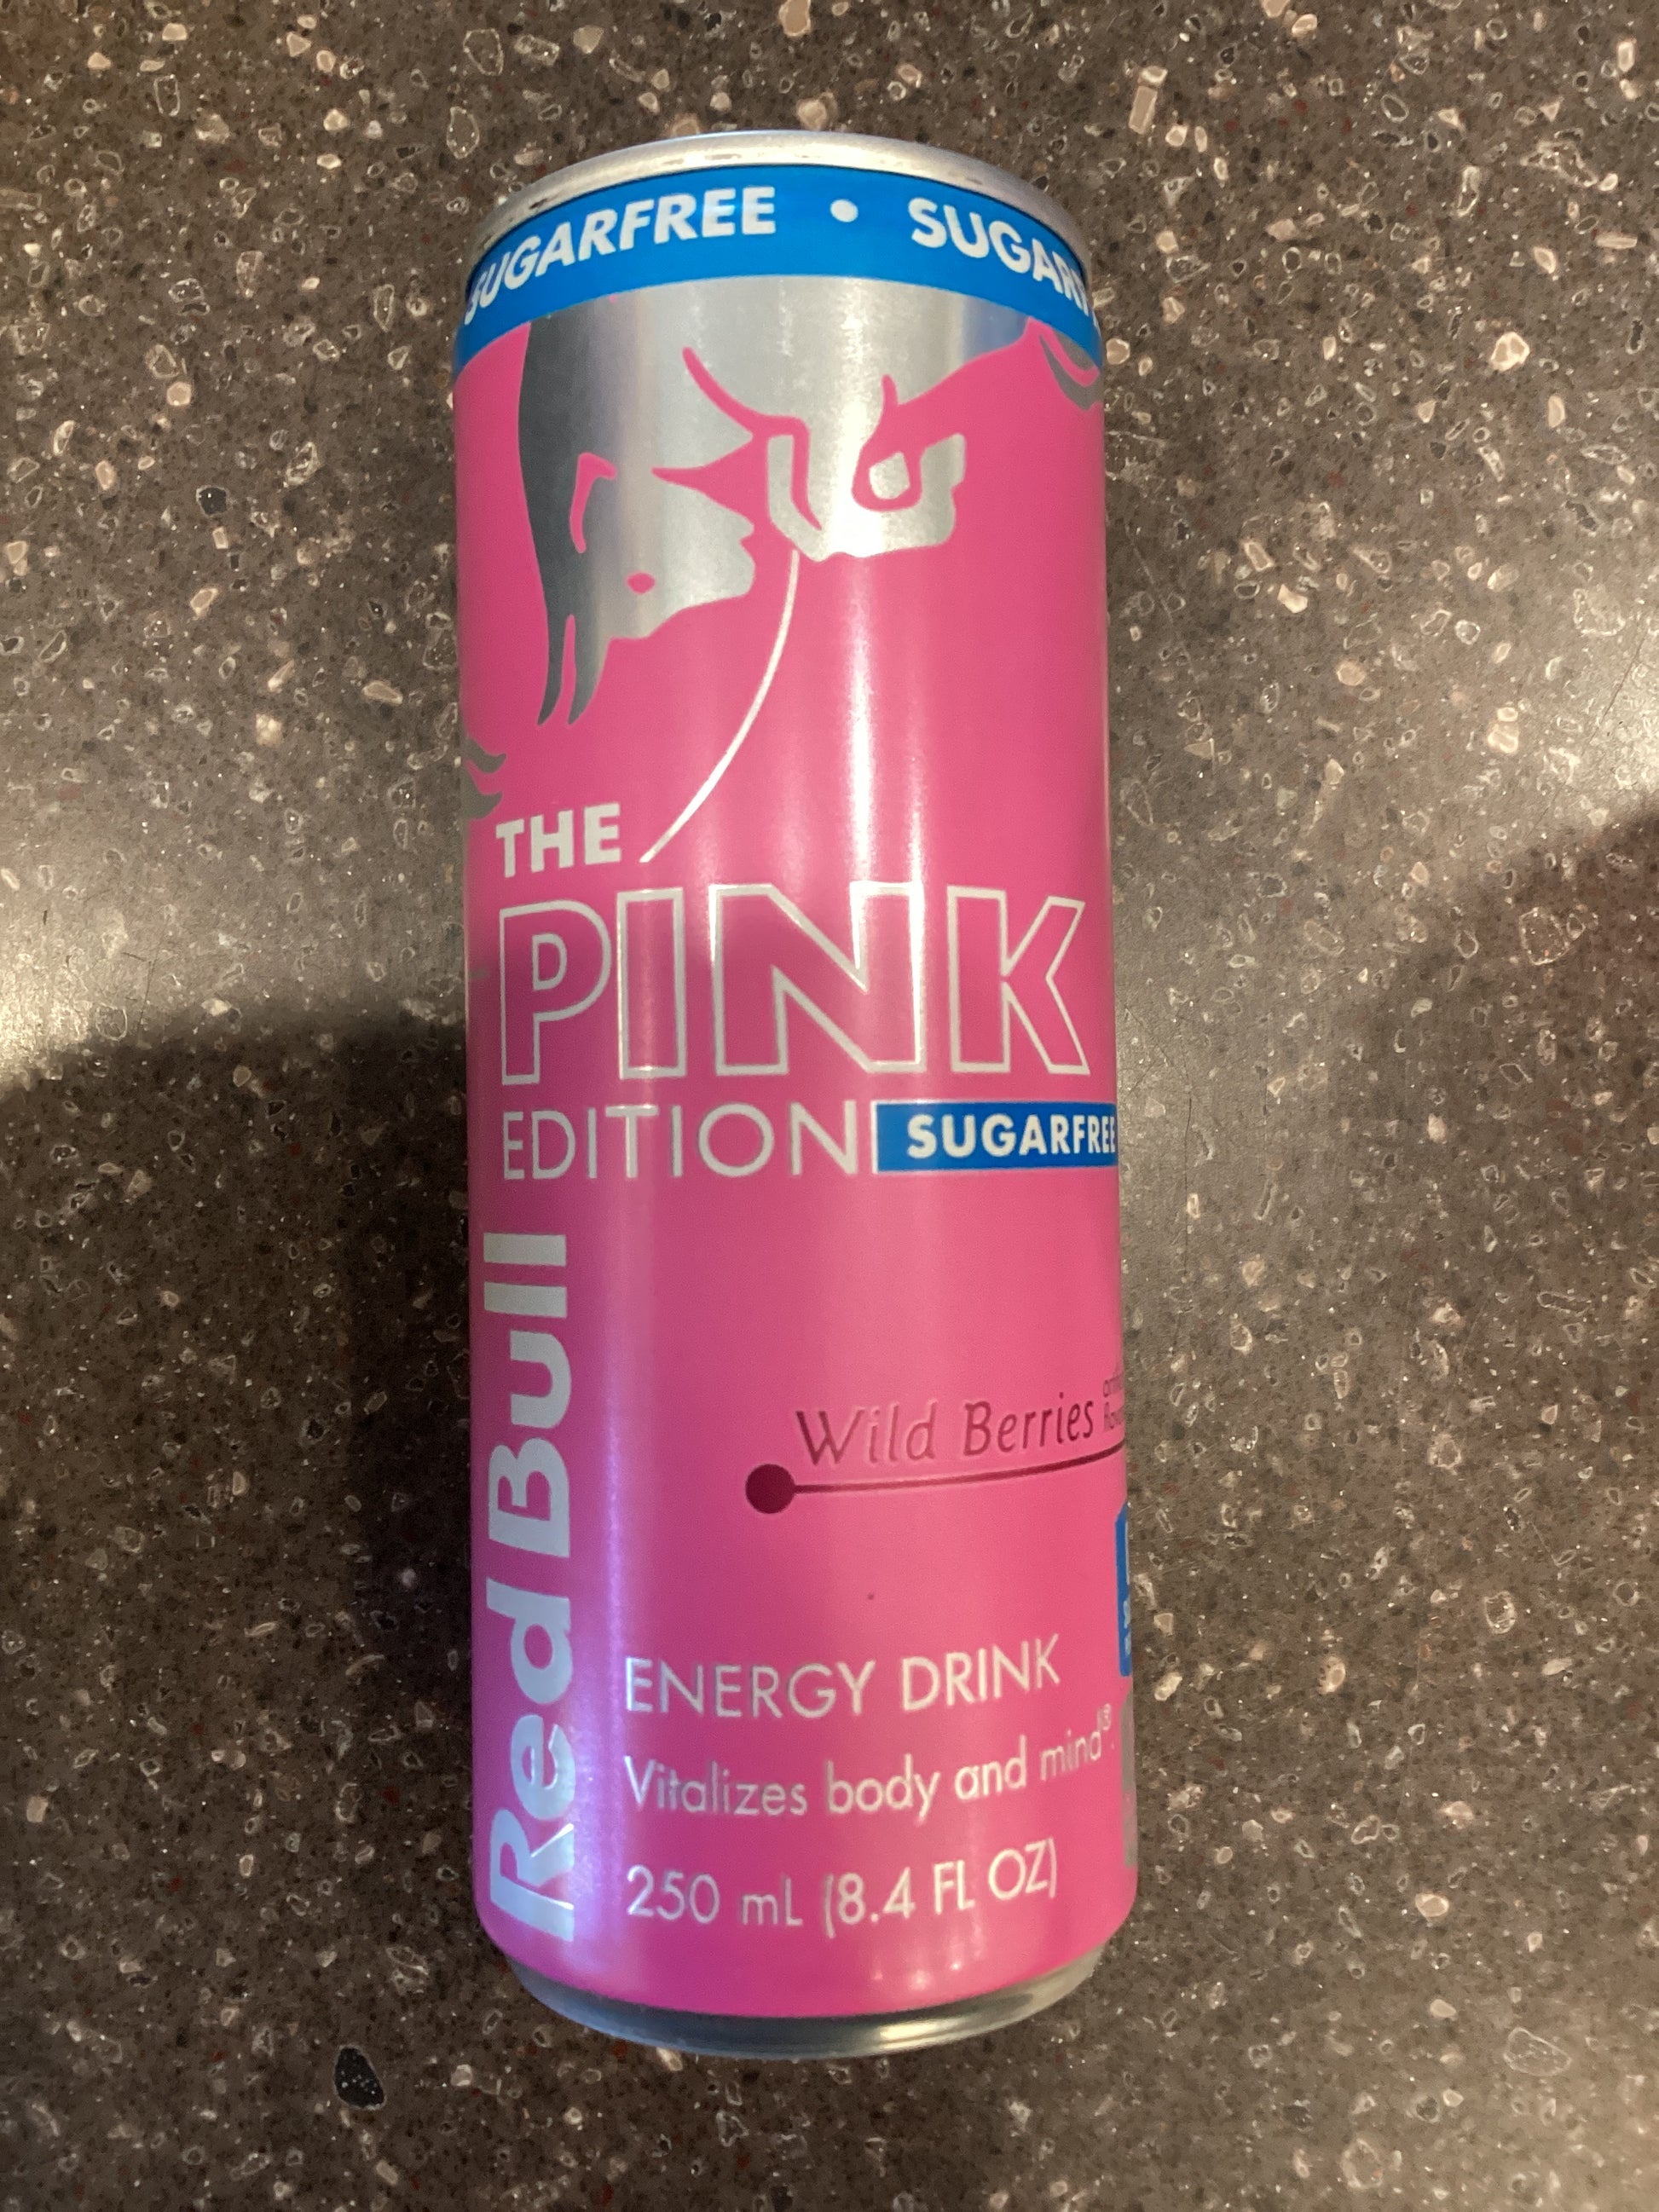 SUGARFREE • SUGAR
THE
PINK
EDITION SUGARFREE
Red Bull
Wild Berries
ENERGY DRINK
Vitalizes body and mind®.
250 mL (8.4 FL OZ)